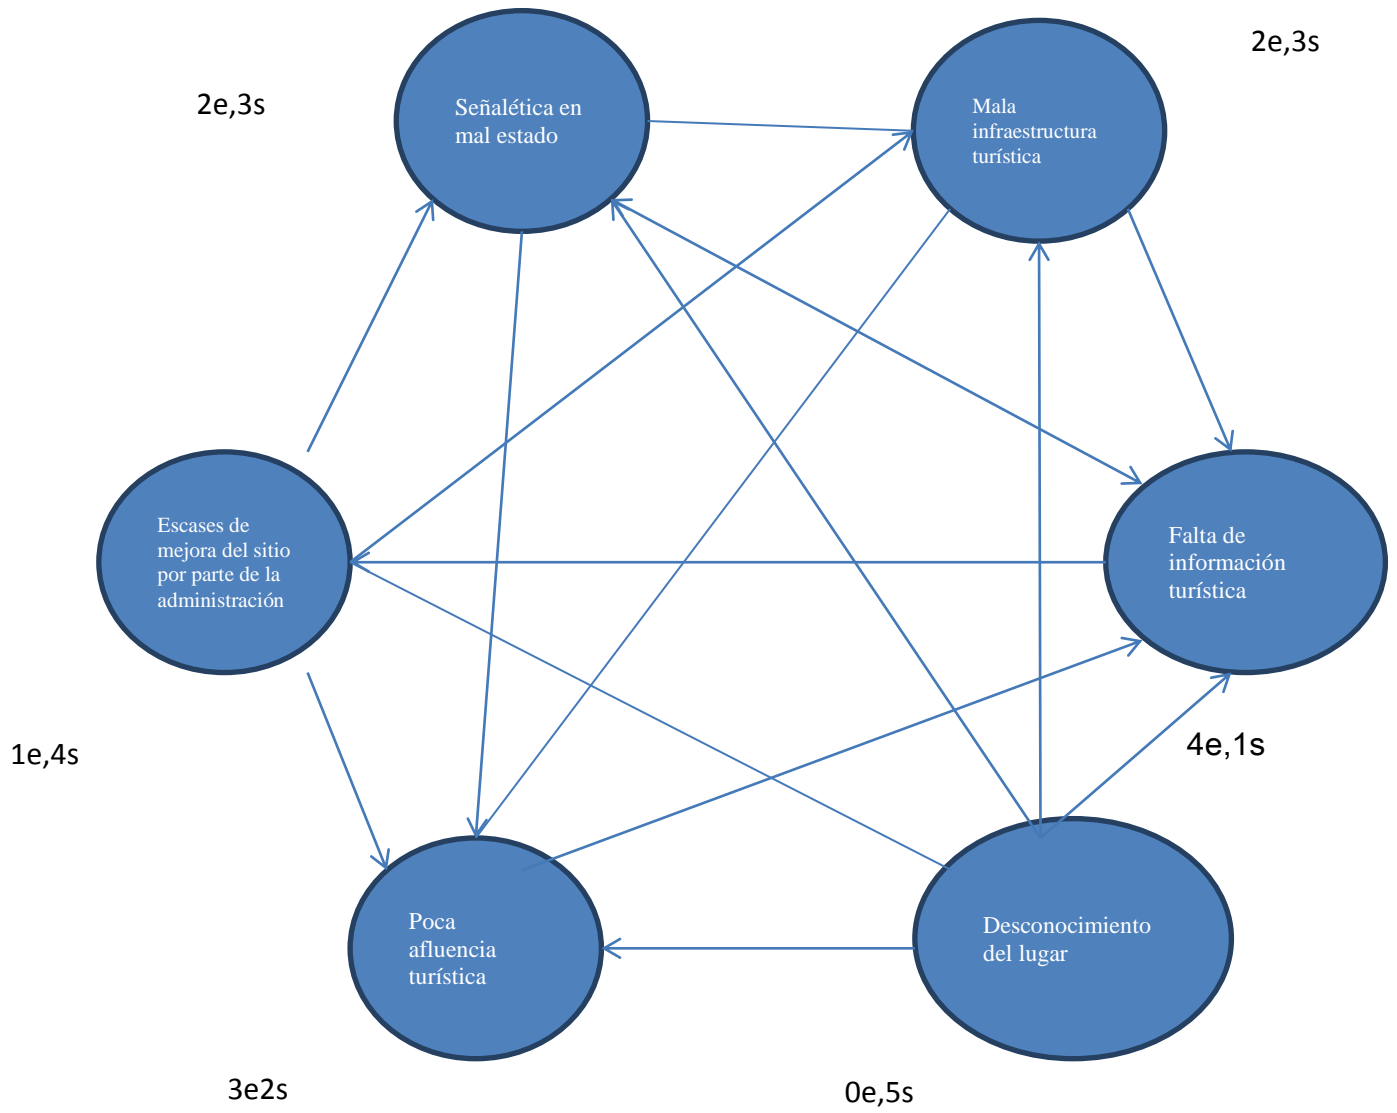 2e,3s
2e,3s
Señalética en
mal estado
Mala
infraestructura
turística
Escases de
mejora del sitio
por parte de la
administración
Falta de
información
turística
1e,4s
4e,1s
Poca
afluencia
turística
Desconocimiento
del lugar
3e2s
0e,5s